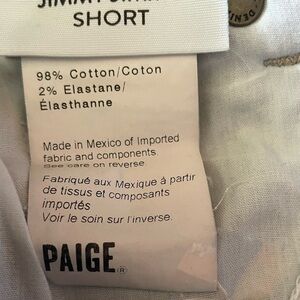 SHORT
DENIM
98% Cotton/Coton
2% Elastane/
Élasthanne
Made in Mexico of Imported
fabric and components
See care on reverse
Fabriqué aux Mexique à partir
de tissus et composants
importés
Voir le soin sur l'inverse.
PAIGE®